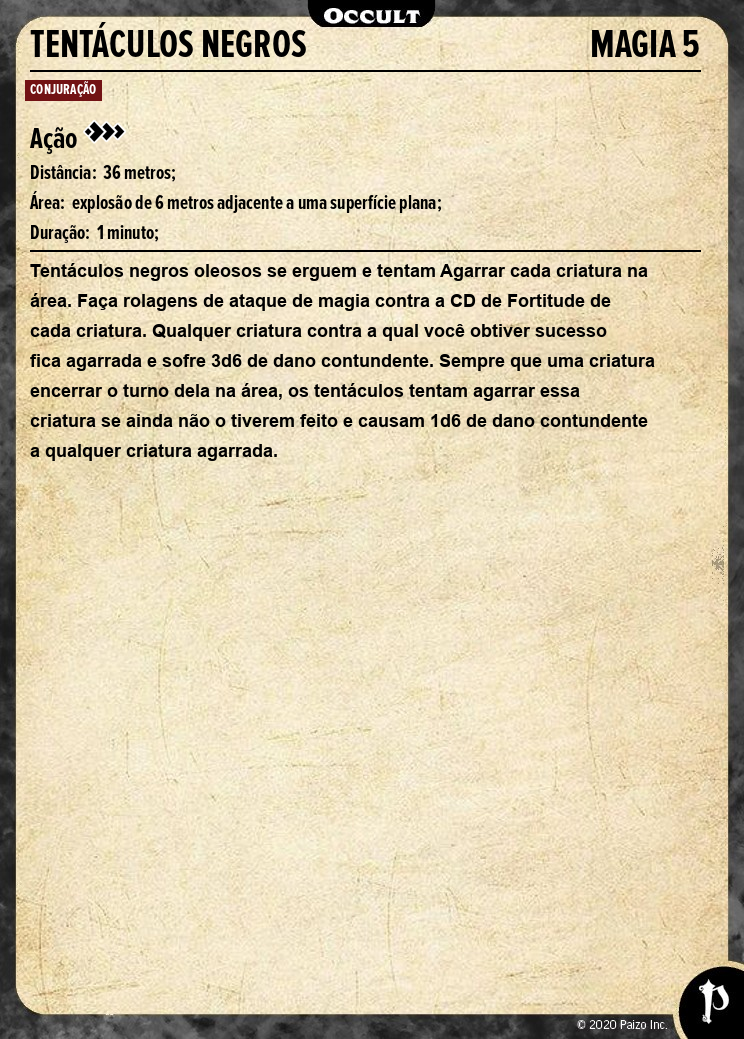 Occult
TENTÁCULOS NEGROS MAGIA 5
CONJURAÇÃO
Ação
Distância: 36 metros;
Área: explosão de 6 metros adjacente a uma superfície plana;
Duração: 1 minuto;
Tentáculos negros oleosos se erguem e tentam Agarrar cada criatura na
área. Faça rolagens de ataque de magia contra a CD de Fortitude de
cada criatura. Qualquer criatura contra a qual você obtiver sucesso
fica agarrada e sofre 3d6 de dano contundente. Sempre que uma criatura
encerrar o turno dela na área, os tentáculos tentam agarrar essa
criatura se ainda não o tiverem feito e causam 1d6 de dano contundente
a qualquer criatura agarrada.
© 2020 Paizo Inc.
P